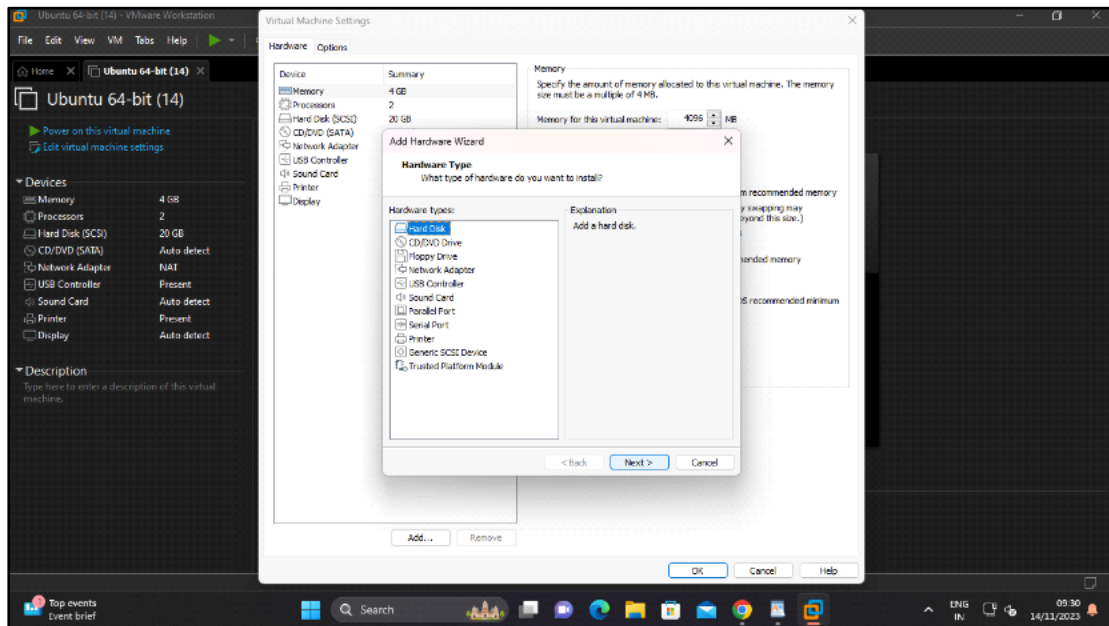 Ubuntu 64-bit (14) - VMware Workstation
File Edit View VM Tabs Help
Home
Ubuntu 64-bit (14)
Ubuntu 64-bit (14)
Power on this virtual machine
Edit virtual machine settings
Devices
Memory 4 GB
Processors 2
Hard Disk (SCSI) 20 GB
CD/DVD (SATA) Auto detect
Network Adapter NAT
USB Controller Present
Sound Card Auto detect
Printer Present
Display Auto detect
Description
Type here to enter a description of this virtual
machine.
Virtual Machine Settings
Hardware Options
Device Summary
Memory 4 GB
Processors 2
Hard Disk (SCSI) 20 GB
CD/DVD (SATA)
Network Adapter
USB Controller
Sound Card
Printer
Display
Add... Remove
Memory
Specify the amount of memory allocated to this virtual machine. The memory
size must be a multiple of 4 MB.
Memory for this virtual machine: 4096 MB
recommended memory
swapping may
beyond this size.)
memory
recommended minimum
Add Hardware Wizard
Hardware Type
What type of hardware do you want to install?
Hardware types:
Hard Disk
CD/DVD Drive
Floppy Drive
Network Adapter
USB Controller
Sound Card
Parallel Port
Serial Port
Printer
Generic SCSI Device
Trusted Platform Module
Explanation
Add a hard disk.
< Back Next > Cancel
OK Cancel Help
Top events
Event brief
Search
ENG
IN
09:30
14/11/2023